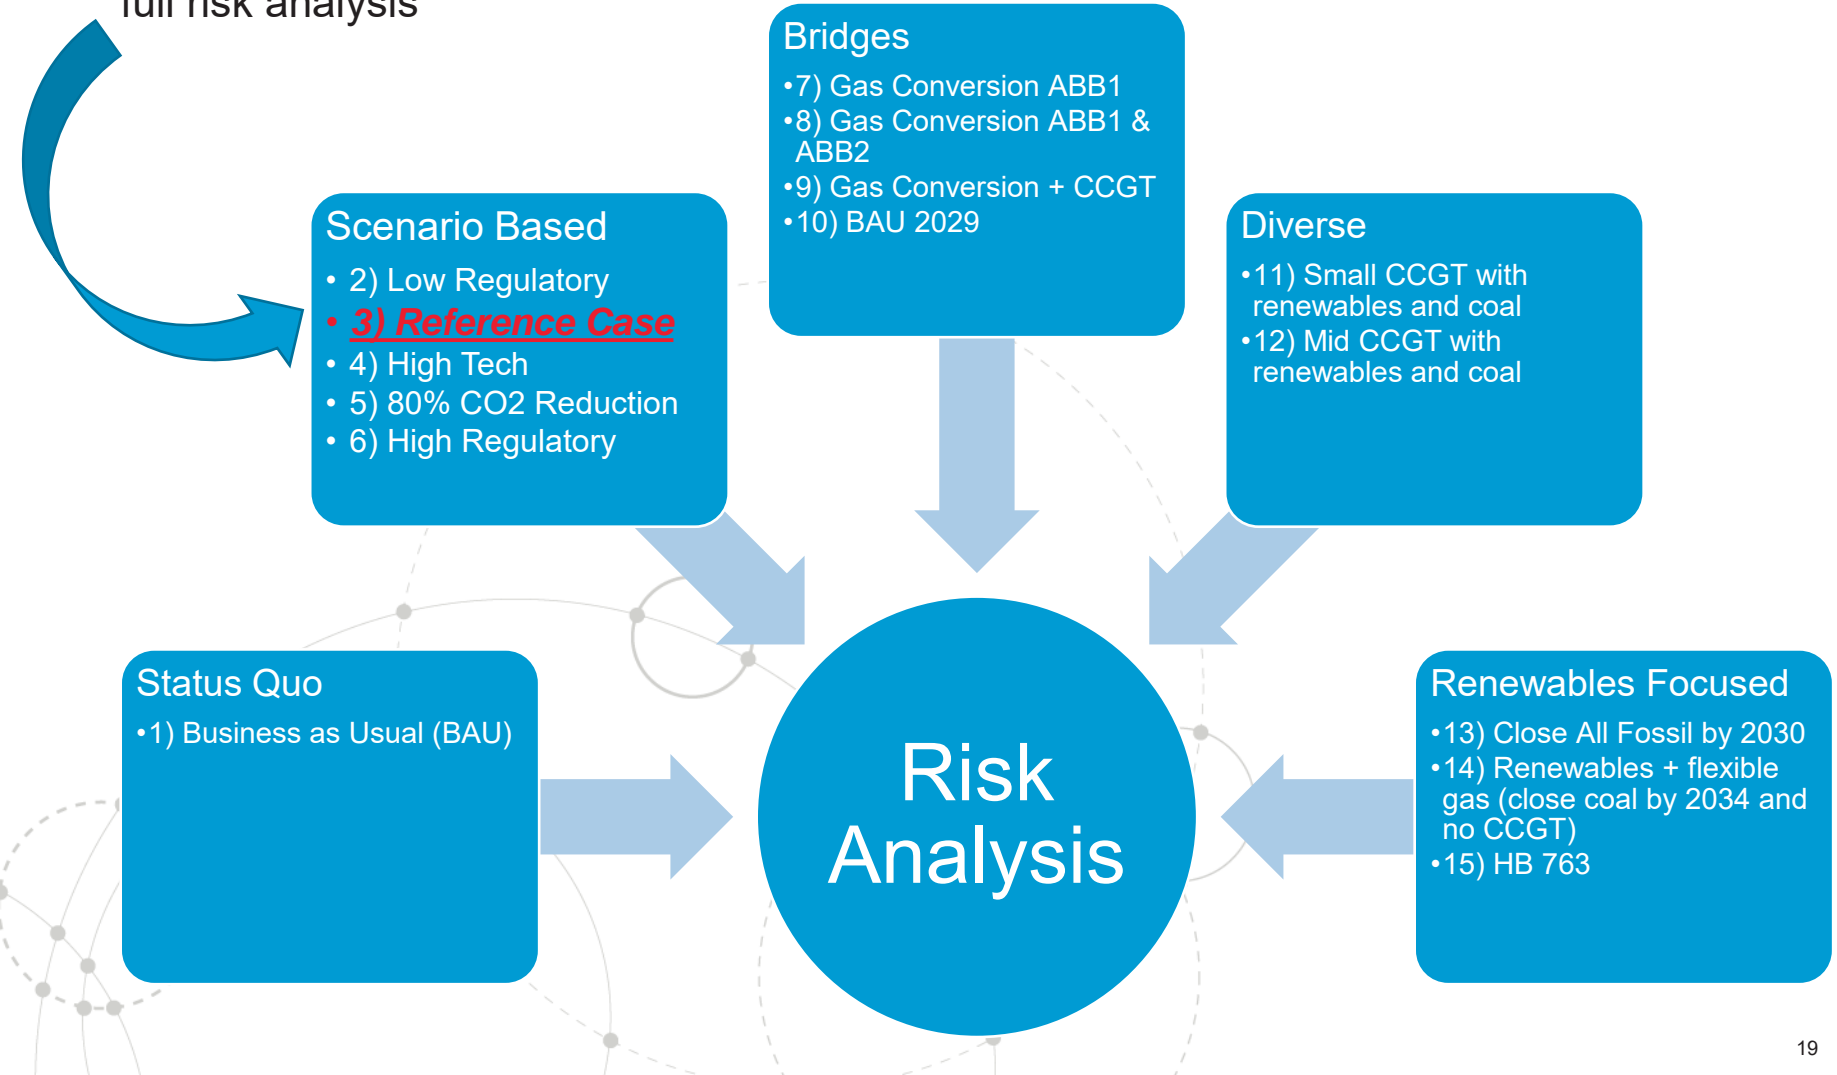 full risk analysis
Bridges
•7) Gas Conversion ABB1
•8) Gas Conversion ABB1 &
ABB2
•9) Gas Conversion + CCGT
•10) BAU 2029
Scenario Based
• 2) Low Regulatory
• 3) Reference Case
• 4) High Tech
• 5) 80% CO2 Reduction
• 6) High Regulatory
Diverse
•11) Small CCGT with
renewables and coal
•12) Mid CCGT with
renewables and coal
Status Quo
•1) Business as Usual (BAU)
Risk
Analysis
Renewables Focused
•13) Close All Fossil by 2030
•14) Renewables + flexible
gas (close coal by 2034 and
no CCGT)
•15) HB 763
19